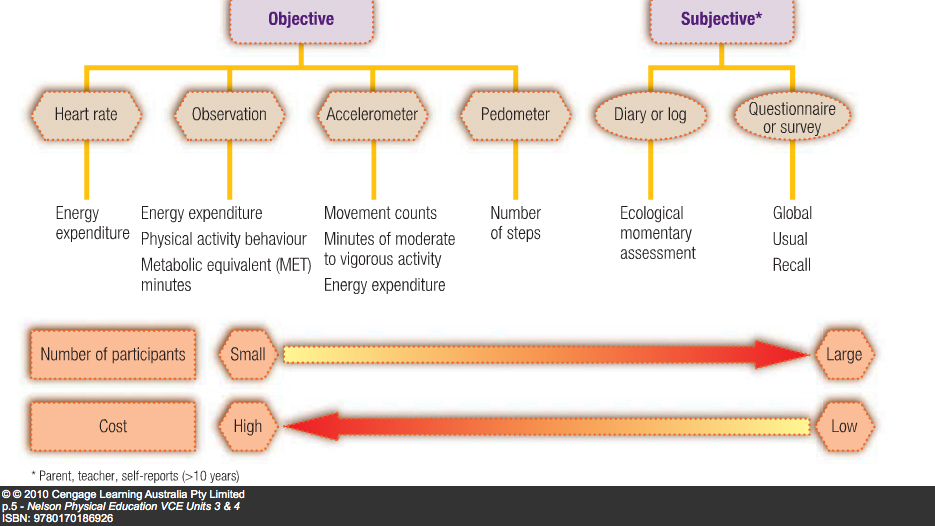 Objective
Subjective*
Heart rate
Observation
Accelerometer
Pedometer
Diary or log
Questionnaire
or survey
Energy
expenditure
Energy expenditure
Physical activity behaviour
Metabolic equivalent (MET)
minutes
Movement counts
Minutes of moderate
to vigorous activity
Energy expenditure
Number
of steps
Ecological
momentary
assessment
Global
Usual
Recall
Number of participants
Small
Large
Cost
High
Low
* Parent, teacher, self-reports (>10 years)
© © 2010 Cengage Learning Australia Pty Limited
p.5 - Nelson Physical Education VCE Units 3 & 4
ISBN: 9780170186926